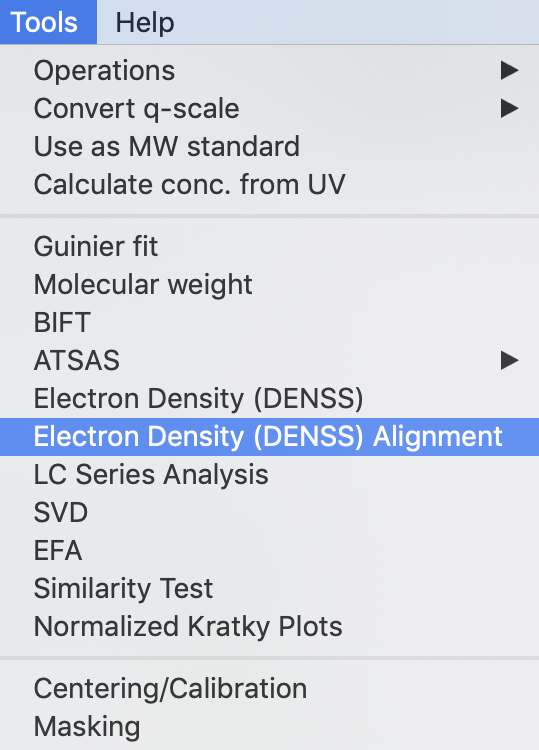 Tools Help
Operations
Convert q-scale
Use as MW standard
Calculate conc. from UV
Guinier fit
Molecular weight
BIFT
ATSAS
Electron Density (DENSS)
Electron Density (DENSS) Alignment
LC Series Analysis
SVD
EFA
Similarity Test
Normalized Kratky Plots
Centering/Calibration
Masking